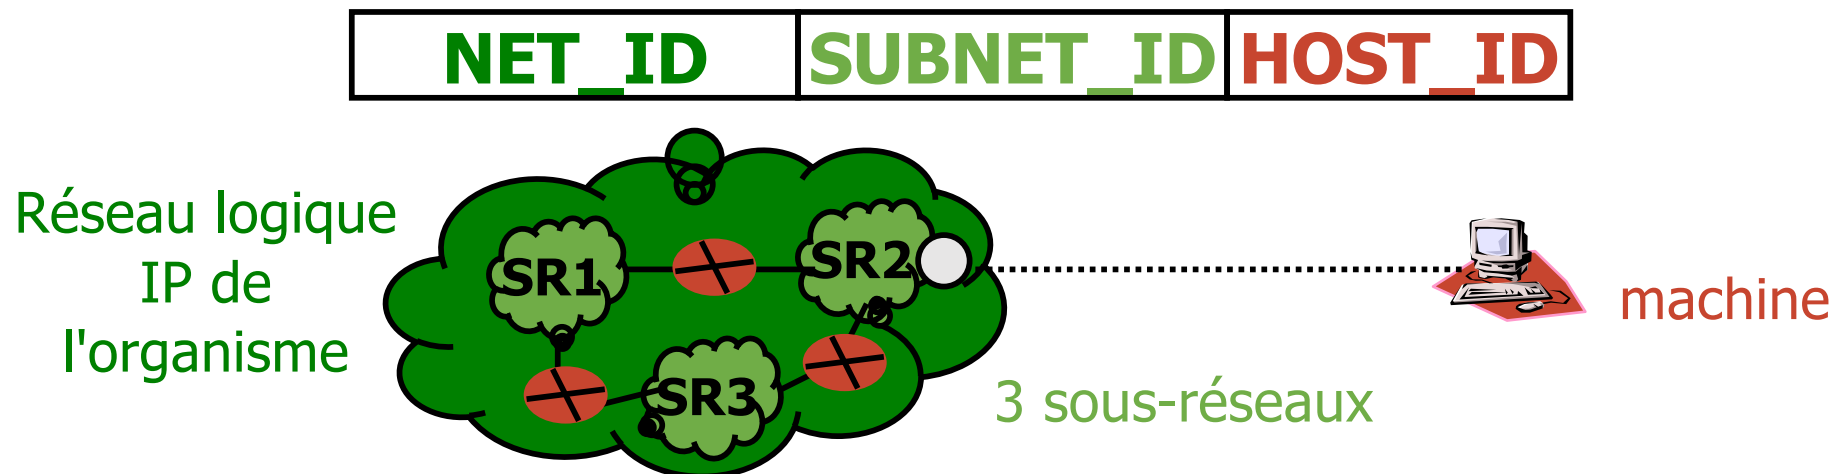 NET_ID SUBNET_ID HOST_ID
Réseau logique
IP de
l'organisme
SR1
SR2
SR3
machine
3 sous-réseaux